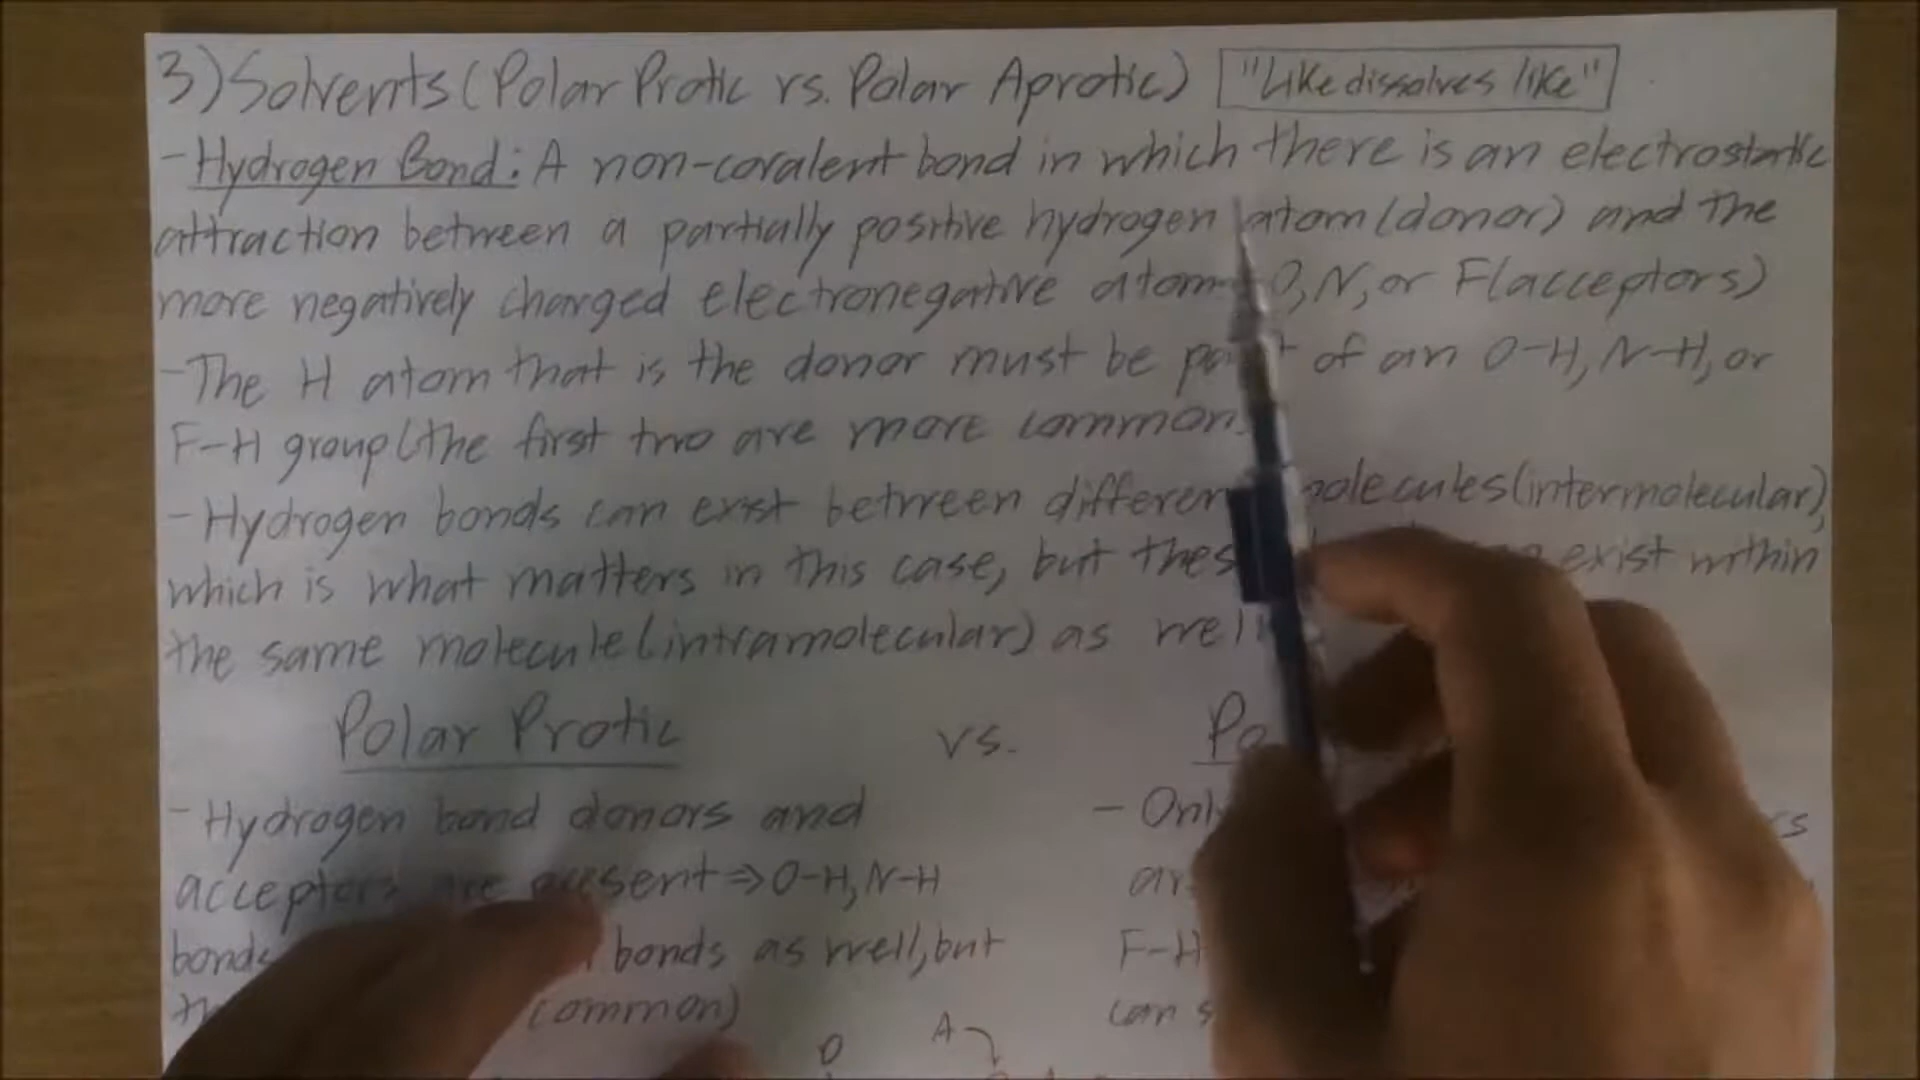 3) Solvents (Polar Protic vs. Polar Aprotic) "Like dissolves like"
- Hydrogen Bond: A non-covalent bond in which there is an electrostatic
attraction between a partially positive hydrogen atom (donor) and the
more negatively charged electronegative atom O, N, or F (acceptors)
- The H atom that is the donor must be part of an O-H, N-H, or
F-H group (the first two are more common
- Hydrogen bonds can exist between different molecules (intermolecular),
which is what matters in this case, but exist within
the same molecule (intramolecular) as well
Polar Protic vs.
- Hydrogen bond donors and
acceptors are present ⇒ O-H, N-H
bonds as well, but
common)
- Only
F-H
can
O
A